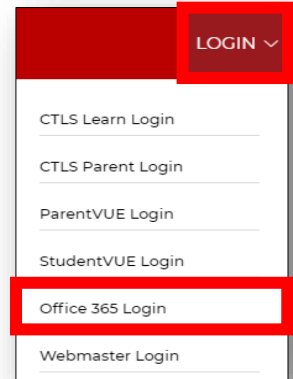 LOGIN
CTLS Learn Login
CTLS Parent Login
ParentVUE Login
StudentVUE Login
Office 365 Login
Webmaster Login